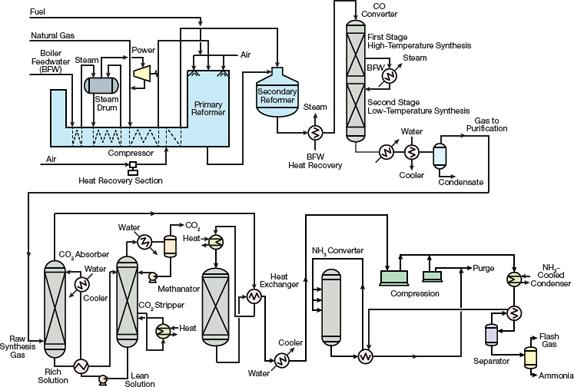 Fuel
Natural Gas
Boiler
Feedwater
(BFW)
Steam
Power
Steam
Drum
Air
Primary
Reformer
Secondary
Reformer
Compressor
Air
Heat Recovery Section
Steam
BFW
Heat Recovery
CO
Converter
First Stage
High-Temperature Synthesis
Steam
BFW
Second Stage
Low-Temperature Synthesis
Water
Cooler
Gas to
Purification
Condensate
CO2 Absorber
Water
Cooler
Raw
Synthesis
Gas
Rich
Solution
Lean
Solution
Water
CO2
CO2 Stripper
Heat
Heat
Methanator
Heat
Exchanger
Cooler
Water
NH3 Converter
Compression
Purge
NH3-
Cooled
Condenser
Separator
Flash
Gas
Ammonia